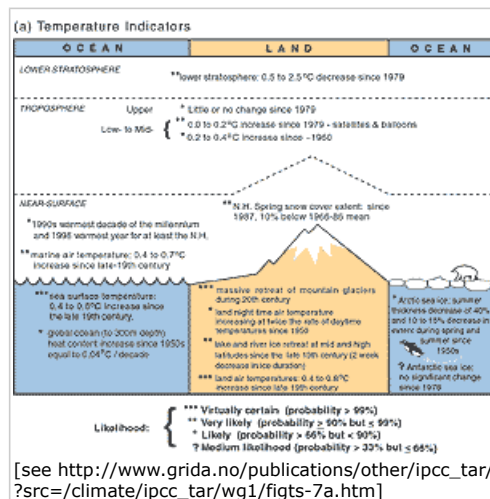 (a) Temperature Indicators
OCEAN LAND OCEAN
LOWER STRATOSPHERE
** lower stratosphere: 0.5 to 2.5°C decrease since 1979
TROPOSPHERE
Upper * Little or no change since 1979
Low- to Mid- { ** 0.0 to 0.2°C increase since 1979 - satellites & balloons
* 0.2 to 0.4°C increase since ~1960
NEAR-SURFACE
** N.H. Spring snow cover extent: since
1987, 10% below 1966-86 mean
* 1990s warmest decade of the millennium
and 1998 warmest year for at least the N.H.
** marine air temperature: 0.4 to 0.7°C
increase since late-19th century
*** sea surface temperature:
0.4 to 0.8°C increase since
the late 19th century.
* global ocean (to 300m depth)
heat content increase since 1950s
equal to 0.04°C / decade
*** massive retreat of mountain glaciers
during 20th century
* land night time air temperature
increasing at twice the rate of daytime
temperatures since 1950
** lake and river ice retreat at mid and high
latitudes since the late 19th century (2 week
decrease in ice duration)
*** land air temperatures: 0.4 to 0.8°C
increase since late 19th century
* Arctic sea ice: summer
thickness decrease of 40%
and 10 to 15% decrease in
extent during spring and
summer since
1950s
? Antarctic sea ice:
no significant change
since 1978
Likelihood: {
*** Virtually certain (probability > 99%)
** Very likely (probability ≥ 90% but ≤ 99%)
* Likely (probability > 66% but < 90%)
? Medium likelihood (probability > 33% but ≤ 66%)
[see http://www.grida.no/publications/other/ipcc_tar/
?src=/climate/ipcc_tar/wg1/figts-7a.htm]